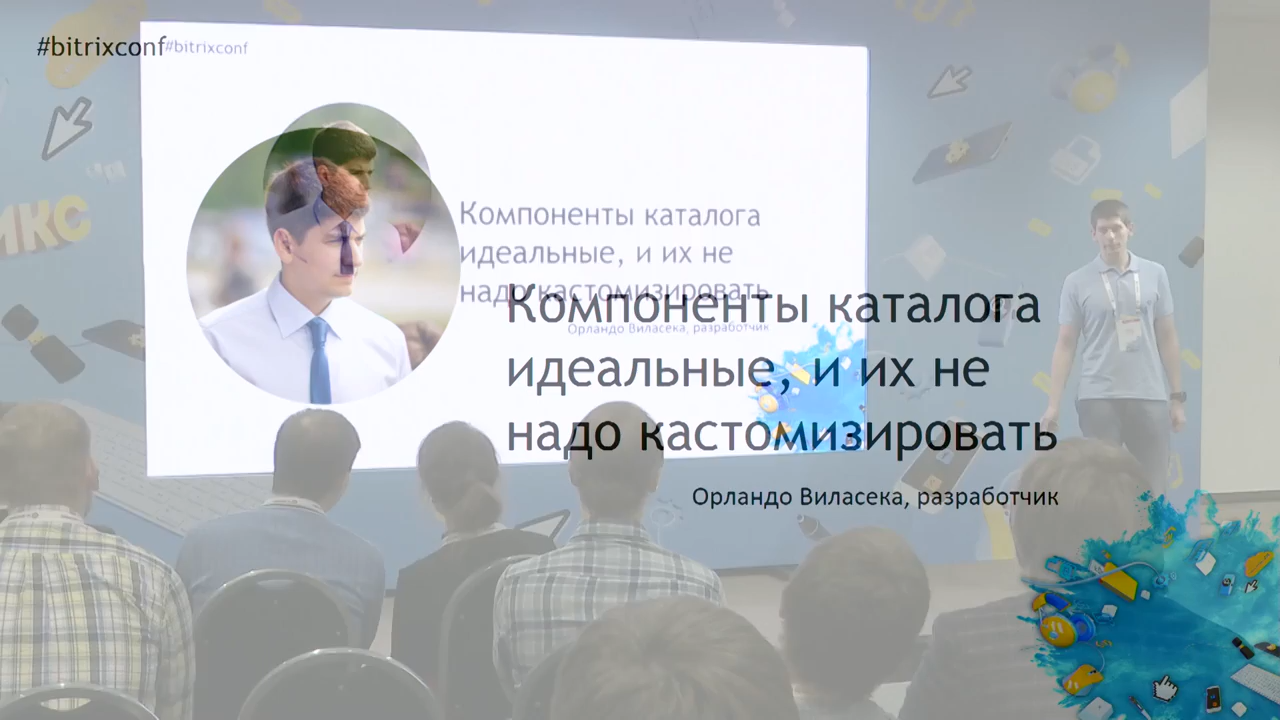 #bitrixconf
#bitrixconf
Компоненты каталога
идеальные, и их не
надо кастомизировать
Орландо Виласека, разработчик
ИКС
Компоненты каталога
идеальные, и их не
надо кастомизировать
Орландо Виласека, разработчик